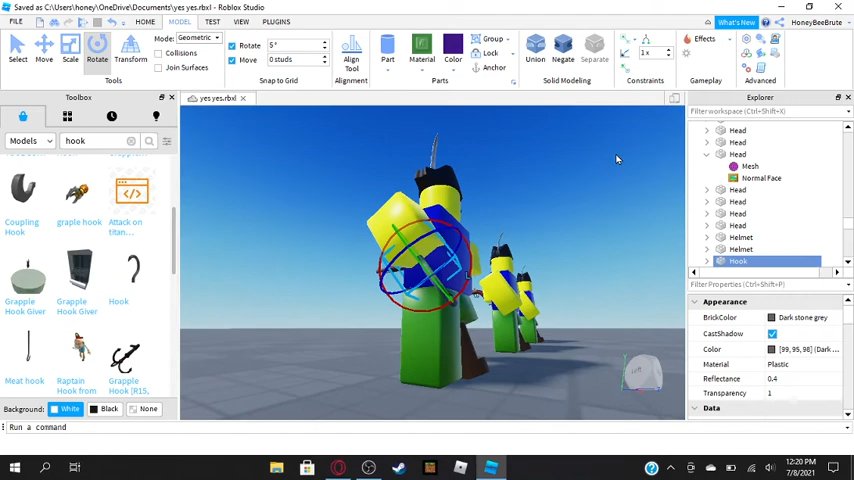 Saved as C:\Users\honey\OneDrive\Documents\yes yes.rbxl - Roblox Studio
FILE HOME MODEL TEST VIEW PLUGINS What's New HoneyBeeBrute
Select Move Scale Rotate Transform
Mode: Geometric
Collisions
Join Surfaces
Tools
Rotate 5°
Move 0 studs
Snap to Grid
Align Tool
Alignment
Part Material Color
Group
Lock
Anchor
Parts
Union Negate Separate
Solid Modeling
1 x
Constraints
Effects
Gameplay
Advanced
Toolbox
Models hook
Coupling Hook
graple hook
Attack on titan...
Grapple Hook Giver
Grapple Hook Giver
Hook
Meat hook
Raptain Hook from
Grapple Hook [R15,
Background: White Black None
Run a command
yes yes.rbxl
Left
Explorer
Filter workspace (Ctrl+Shift+X)
Head
Head
Head
Mesh
Normal Face
Head
Head
Head
Head
Helmet
Helmet
Hook
Filter Properties (Ctrl+Shift+P)
Appearance
BrickColor Dark stone grey
CastShadow
Color [99, 95, 98] (Dark ...
Material Plastic
Reflectance 0.4
Transparency 1
Data
12:20 PM
7/8/2021